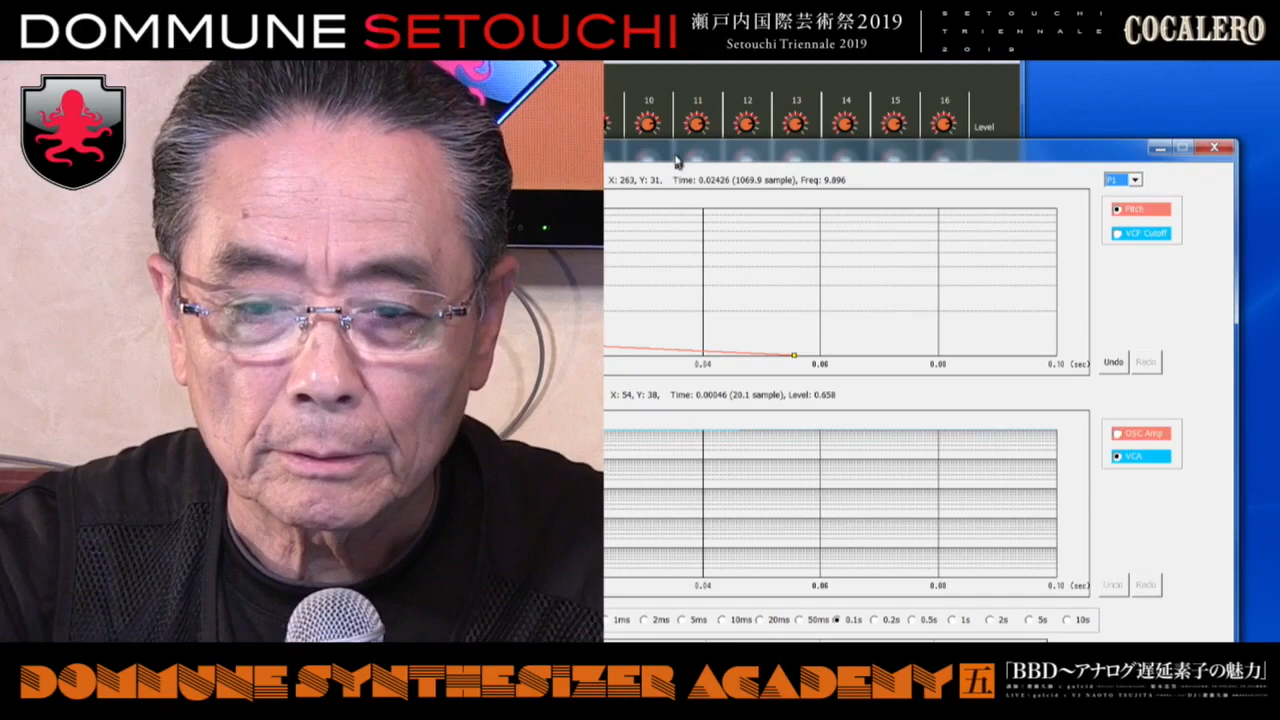 DOMMUNE SETOUCHI
瀬戸内国際芸術祭2019
Setouchi Triennale 2019
SETOUCHI
TRIENNALE
2019
COCALERO
10 11 12 13 14 15 16
Level
X: 263, Y: 31, Time: 0.02426 (1069.9 sample), Freq: 9.896
P1
Pitch
VCF Cutoff
0.04 0.06 0.08 0.10 (sec)
Undo Redo
X: 54, Y: 38, Time: 0.00046 (20.1 sample), Level: 0.658
OSC Amp
VCA
0.04 0.06 0.08 0.10 (sec)
Undo Redo
1ms 2ms 5ms 10ms 20ms 50ms 0.1s 0.2s 0.5s 1s 2s 5s 10s
DOMMUNE SYNTHESIZER ACADEMY 五
「BBD～アナログ遅延素子の魅力」